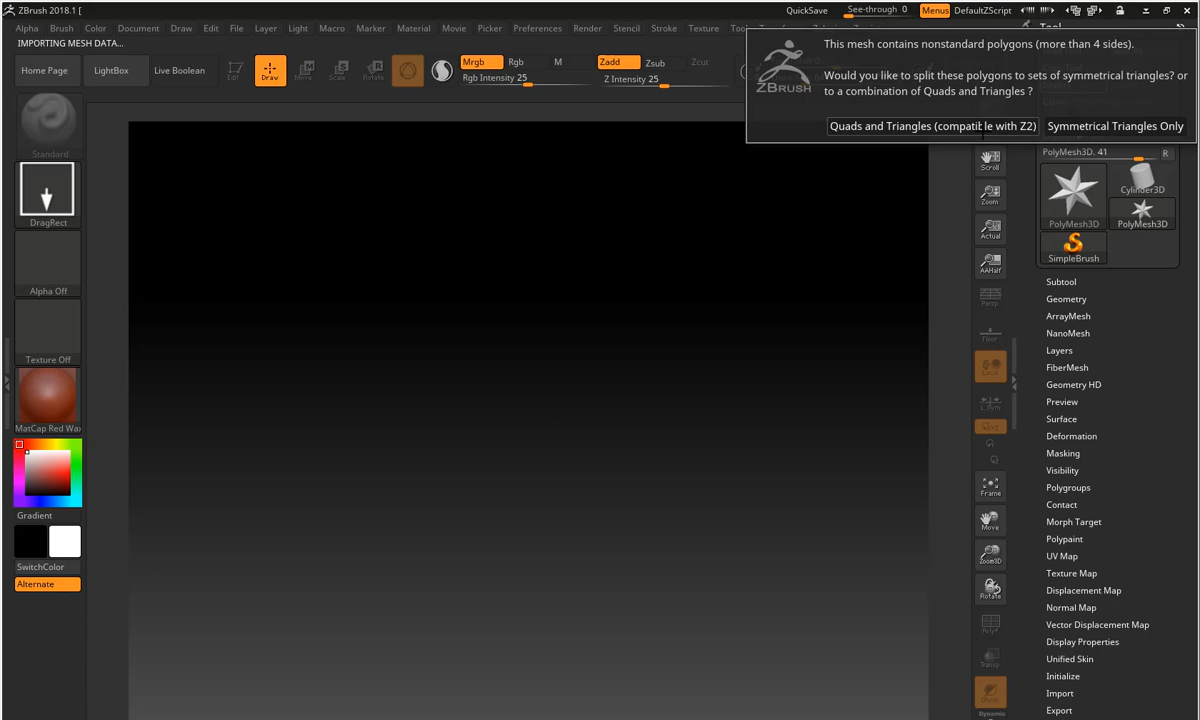 ZBrush 2018.1 [
QuickSave
See-through 0
Menus
DefaultZScript
Alpha Brush Color Document Draw Edit File Layer Light Macro Marker Material Movie Picker Preferences Render Stencil Stroke Texture
Tool
IMPORTING MESH DATA...
This mesh contains nonstandard polygons (more than 4 sides).
Would you like to split these polygons to sets of symmetrical triangles? or
to a combination of Quads and Triangles ?
ZBRUSH
Quads and Triangles (compatible with Z2)
Symmetrical Triangles Only
Home Page
LightBox
Live Boolean
Edit
Draw
Move
Scale
Rotate
Mrgb Rgb M
Rgb Intensity 25
Zadd Zsub Zcut
Z Intensity 25
Standard
DragRect
Alpha Off
Texture Off
MatCap Red Wax
Gradient
SwitchColor
Alternate
Scroll
Zoom
Actual
AAHalf
Persp
Floor
Local
L.Sym
Frame
Move
Zoom3D
Rotate
PolyF
Transp
Dynamic
PolyMesh3D. 41
R
PolyMesh3D
Cylinder3D
PolyMesh3D
SimpleBrush
Subtool
Geometry
ArrayMesh
NanoMesh
Layers
FiberMesh
Geometry HD
Preview
Surface
Deformation
Masking
Visibility
Polygroups
Contact
Morph Target
Polypaint
UV Map
Texture Map
Displacement Map
Normal Map
Vector Displacement Map
Display Properties
Unified Skin
Initialize
Import
Export